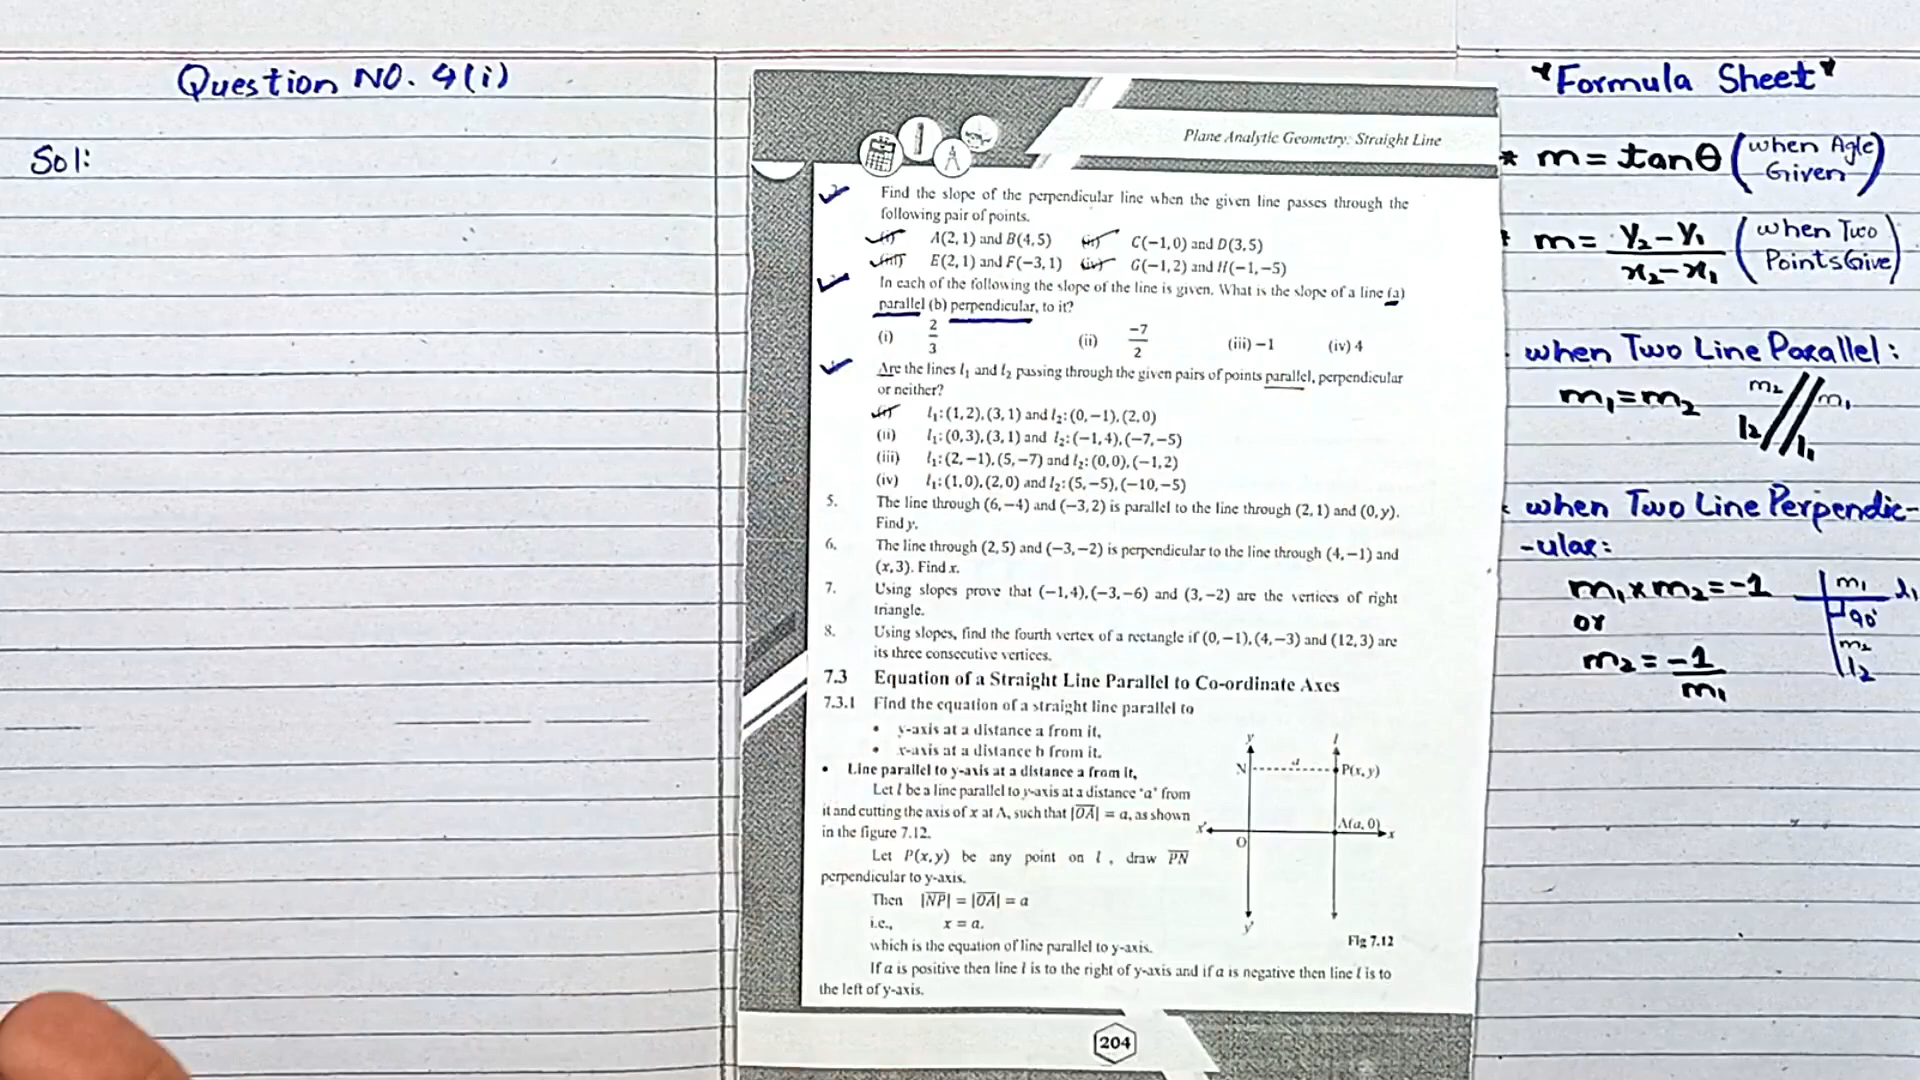 Question NO. 4(i)
Sol:
Plane Analytic Geometry: Straight Line
Find the slope of the perpendicular line when the given line passes through the
following pair of points.
(i) A(2,1) and B(4,5) (ii) C(−1,0) and D(3,5)
(iii) E(2,1) and F(−3,1) (iv) G(−1,2) and H(−1,−5)
In each of the following the slope of the line is given. What is the slope of a line (a)
parallel (b) perpendicular, to it?
(i) 2/3 (ii) −7/2 (iii) −1 (iv) 4
Are the lines l₁ and l₂ passing through the given pairs of points parallel, perpendicular
or neither?
(i) l₁: (1,2), (3,1) and l₂: (0,−1), (2,0)
(ii) l₁: (0,3), (3,1) and l₂: (−1,4), (−7,−5)
(iii) l₁: (2,−1), (5,−7) and l₂: (0,0), (−1,2)
(iv) l₁: (1,0), (2,0) and l₂: (5,−5), (−10,−5)
5. The line through (6,−4) and (−3,2) is parallel to the line through (2,1) and (0,y).
Find y.
6. The line through (2,5) and (−3,−2) is perpendicular to the line through (4,−1) and
(x,3). Find x.
7. Using slopes prove that (−1,4), (−3,−6) and (3,−2) are the vertices of right
triangle.
8. Using slopes, find the fourth vertex of a rectangle if (0,−1), (4,−3) and (12,3) are
its three consecutive vertices.
7.3 Equation of a Straight Line Parallel to Co-ordinate Axes
7.3.1 Find the equation of a straight line parallel to
• y-axis at a distance a from it,
• x-axis at a distance b from it.
• Line parallel to y-axis at a distance a from it,
Let l be a line parallel to y-axis at a distance 'a' from
it and cutting the axis of x at A, such that |OA| = a, as shown
in the figure 7.12.
Let P(x,y) be any point on l, draw PN
perpendicular to y-axis.
Then |NP| = |OA| = a
i.e., x = a.
which is the equation of line parallel to y-axis.
If a is positive then line l is to the right of y-axis and if a is negative then line l is to
the left of y-axis.
y l
N d P(x,y)
x' A(a,0) x
O
y'
Fig 7.12
204
"Formula Sheet"
* m = tanθ (when Agle
Given)
* m = y₂−y₁/x₂−x₁ (when Two
Points Give)
when Two Line Parallel:
m₁=m₂ m₂ m₁
l₂ l₁
when Two Line Perpendic-
-ular:
m₁×m₂=-1 m₁ l₁
or 90°
m₂ = -1/m₁ m₂
l₂